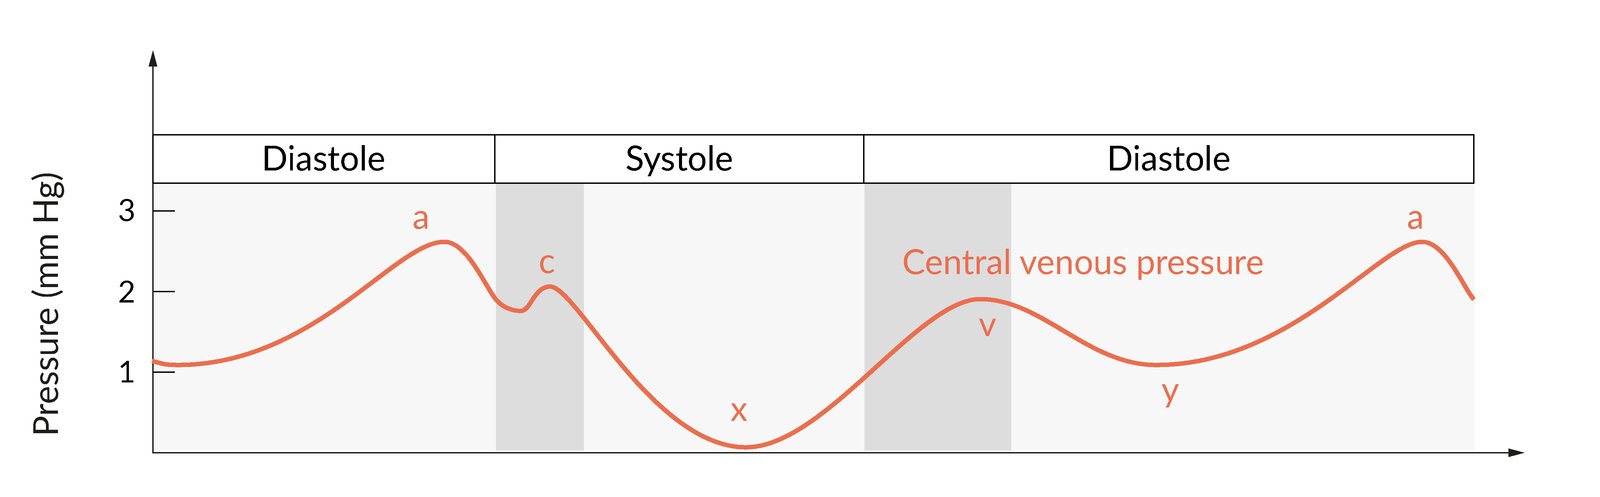 Diastole Systole Diastole
Pressure (mm Hg)
3
2
1
a
c
x
Central venous pressure
v
y
a